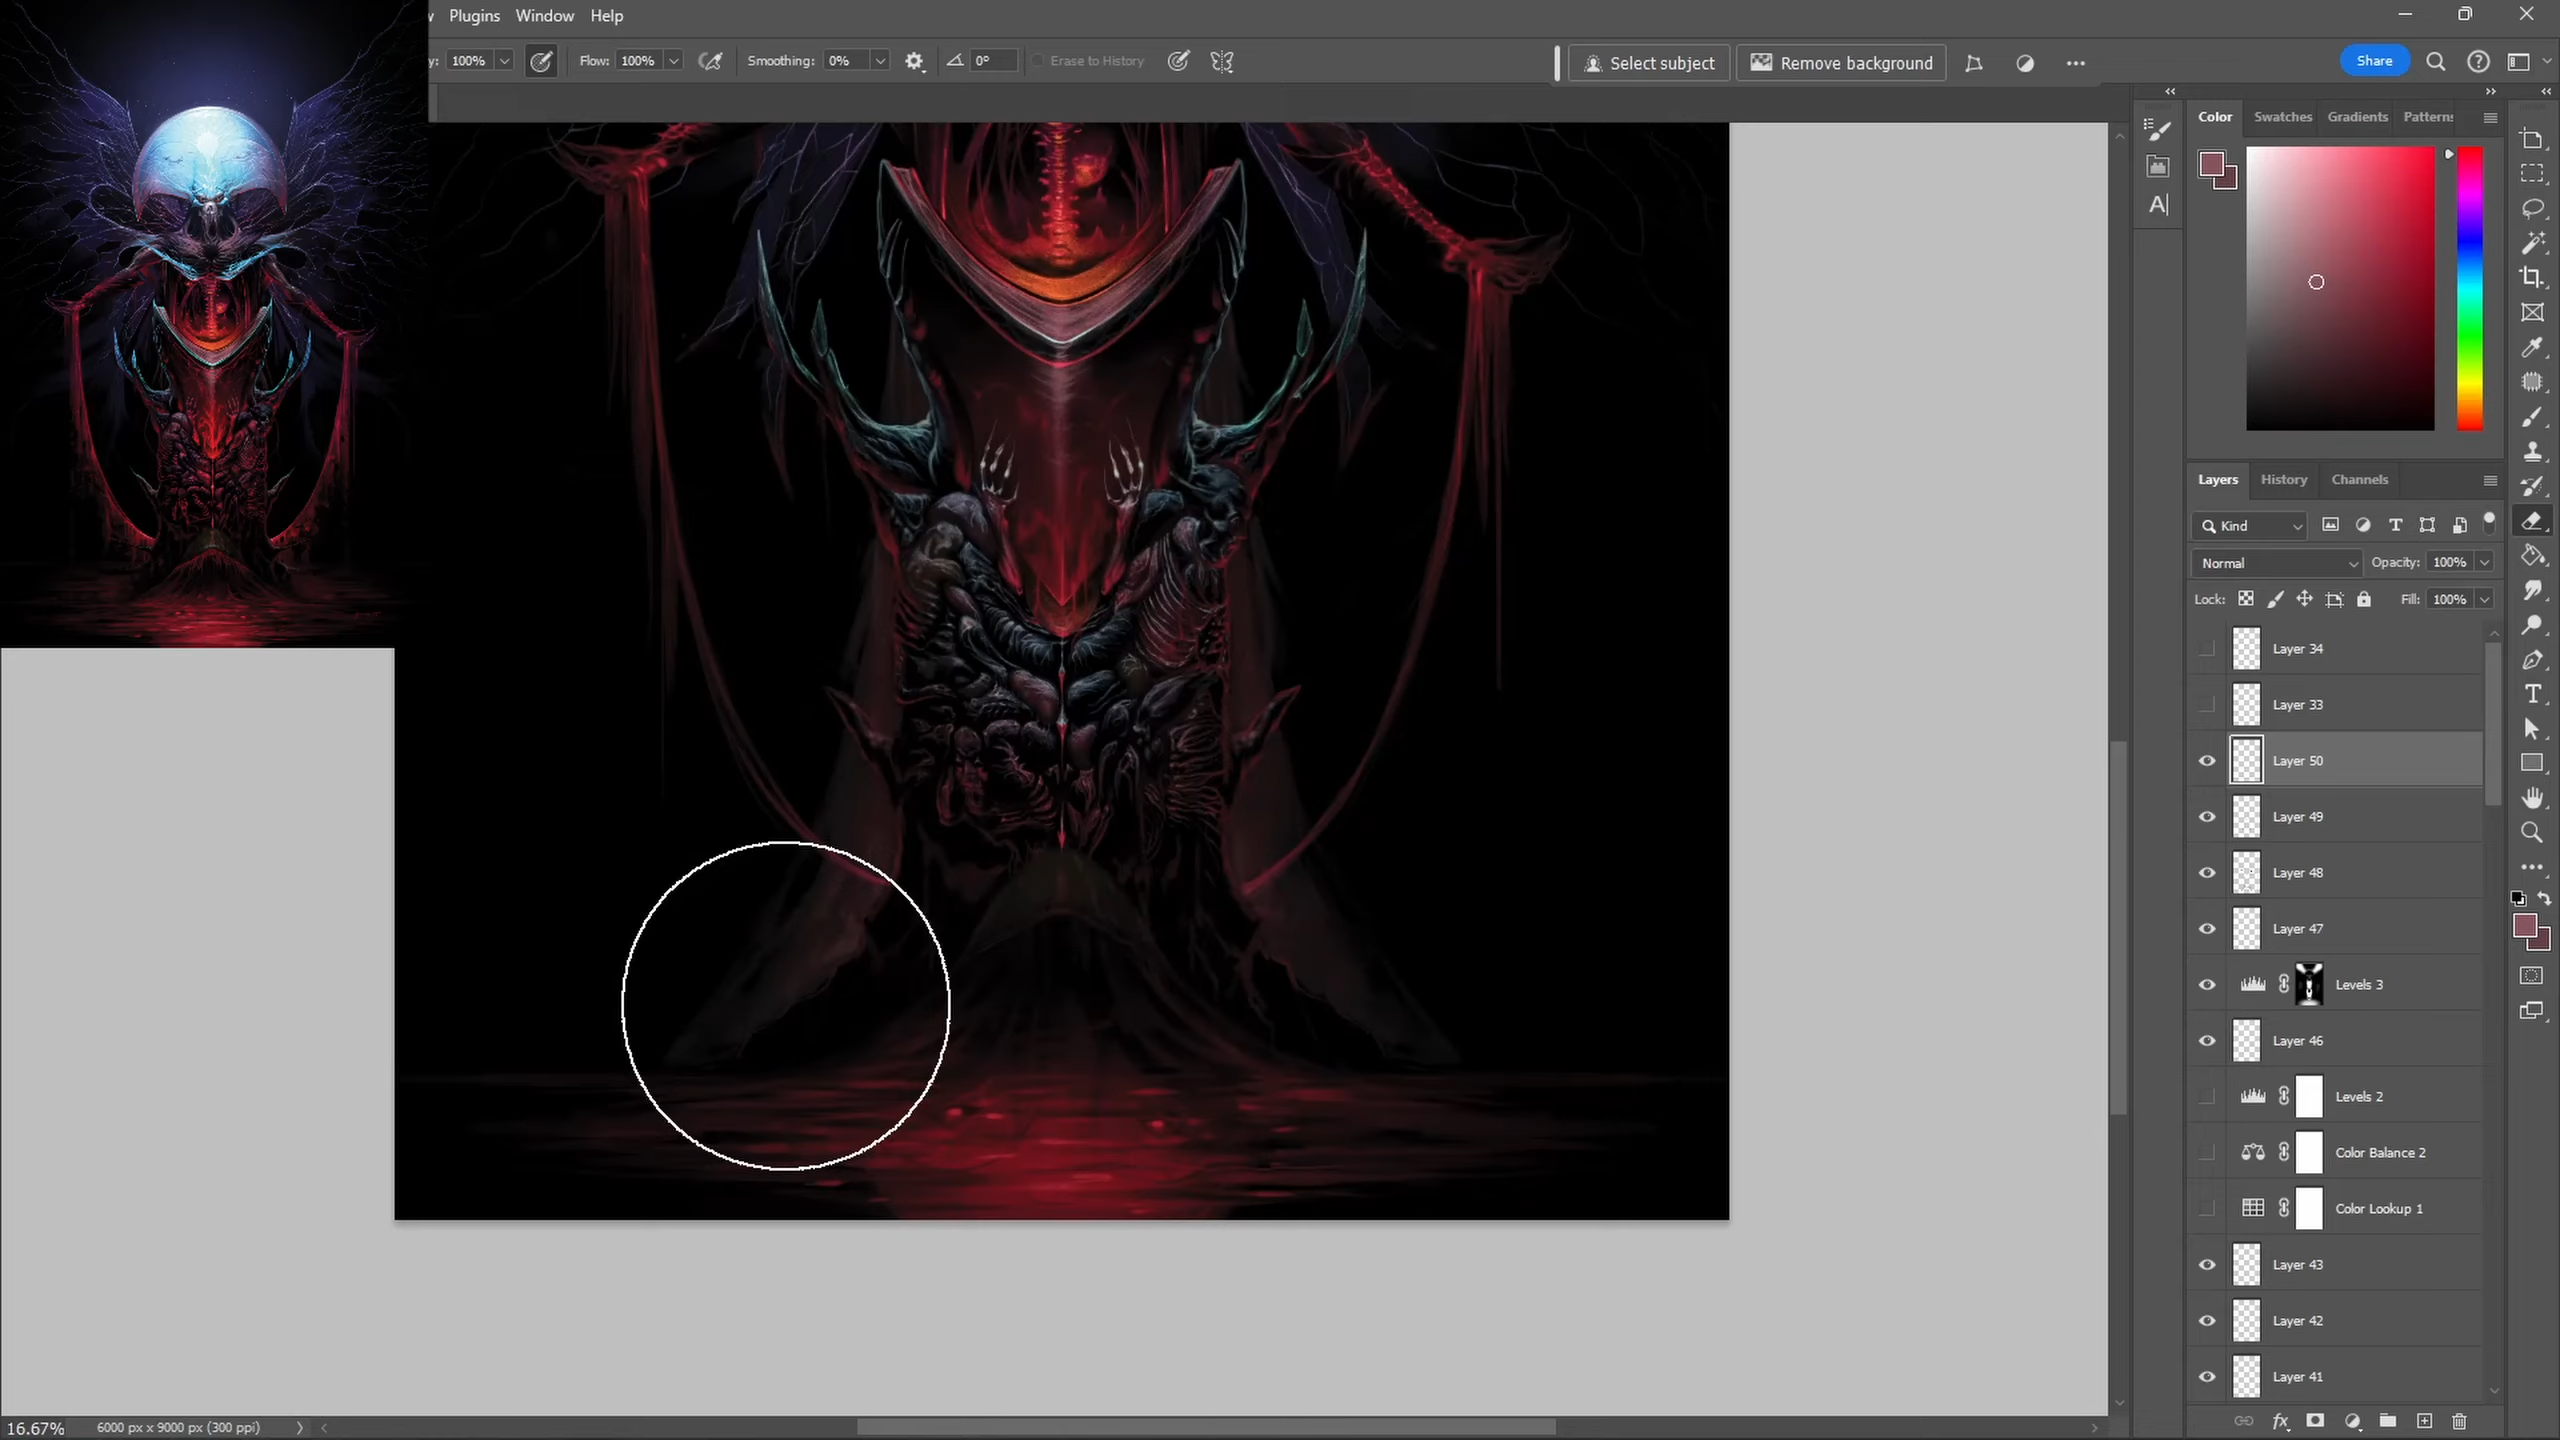 Plugins Window Help
y: 100% Flow: 100% Smoothing: 0% 0° Erase to History Select subject Remove background Share
Color Swatches Gradients Patterns
A|
Layers History Channels
Kind
Normal Opacity: 100%
Lock: Fill: 100%
Layer 34
Layer 33
Layer 50
Layer 49
Layer 48
Layer 47
Levels 3
Layer 46
Levels 2
Color Balance 2
Color Lookup 1
Layer 43
Layer 42
Layer 41
fx
16.67% 6000 px x 9000 px (300 ppi)